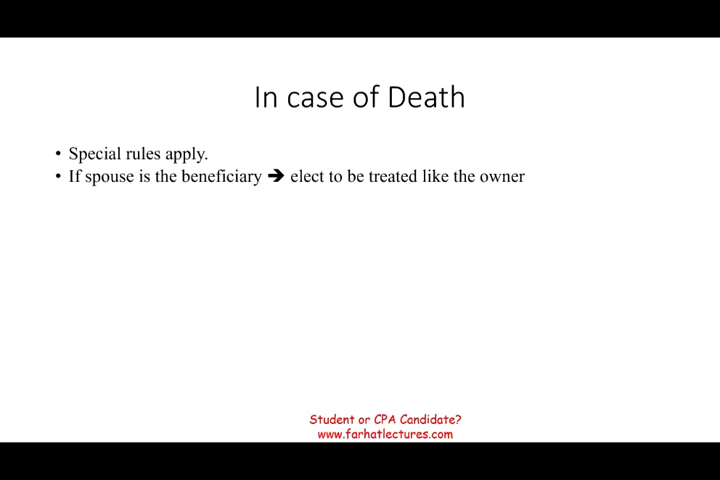 In case of Death
• Special rules apply.
• If spouse is the beneficiary ➔ elect to be treated like the owner
Student or CPA Candidate?
www.farhatlectures.com